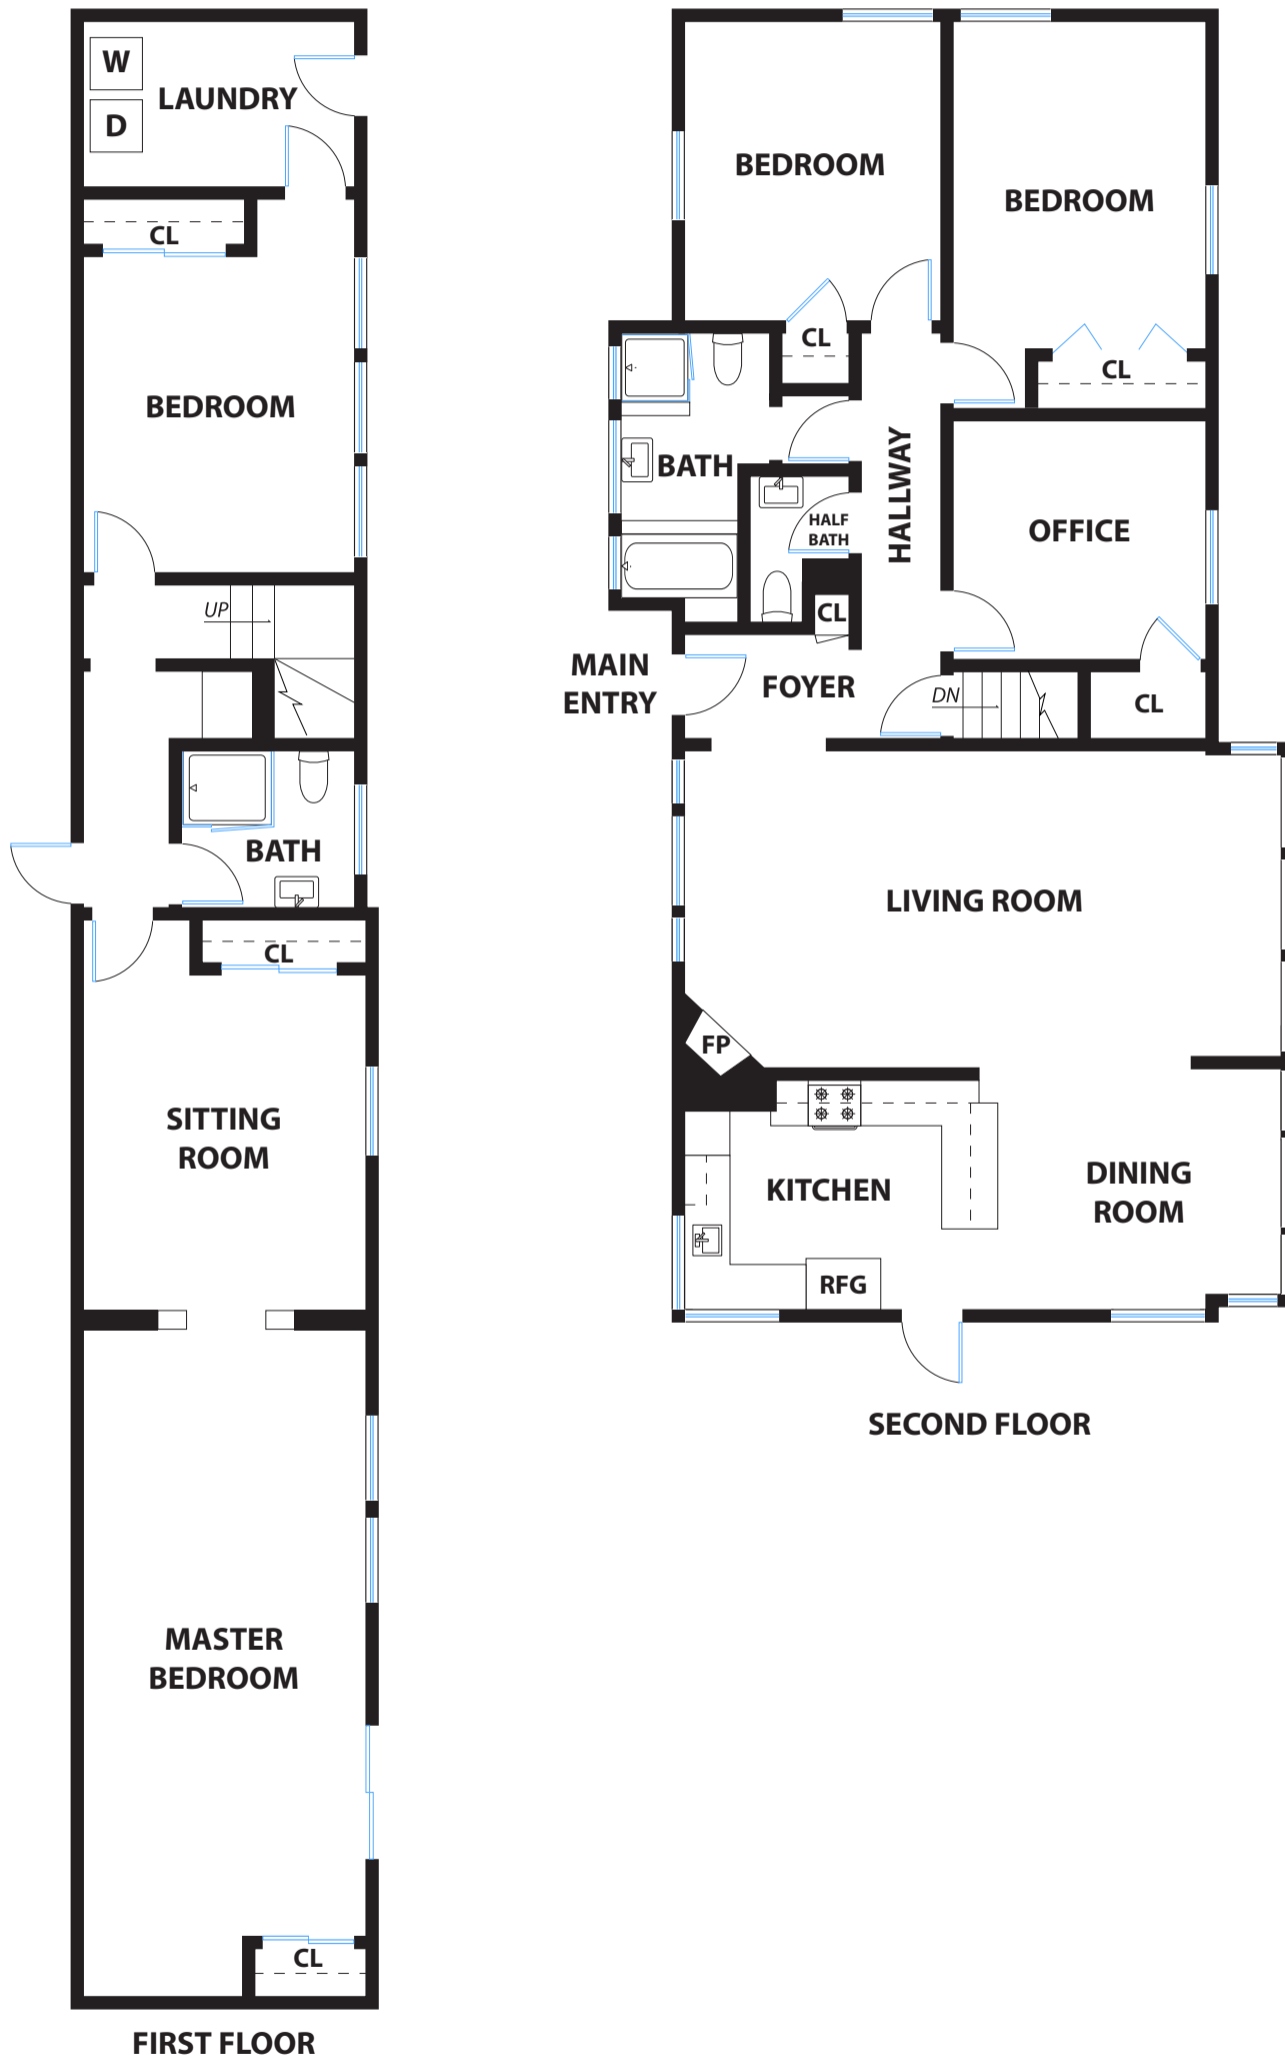 W
D
LAUNDRY
CL
BEDROOM
UP
BATH
CL
SITTING
ROOM
MASTER
BEDROOM
CL
FIRST FLOOR
BEDROOM
BEDROOM
CL
CL
BATH
HALLWAY
HALF
BATH
OFFICE
CL
MAIN
ENTRY
FOYER
DN
CL
LIVING ROOM
FP
KITCHEN
DINING
ROOM
RFG
SECOND FLOOR